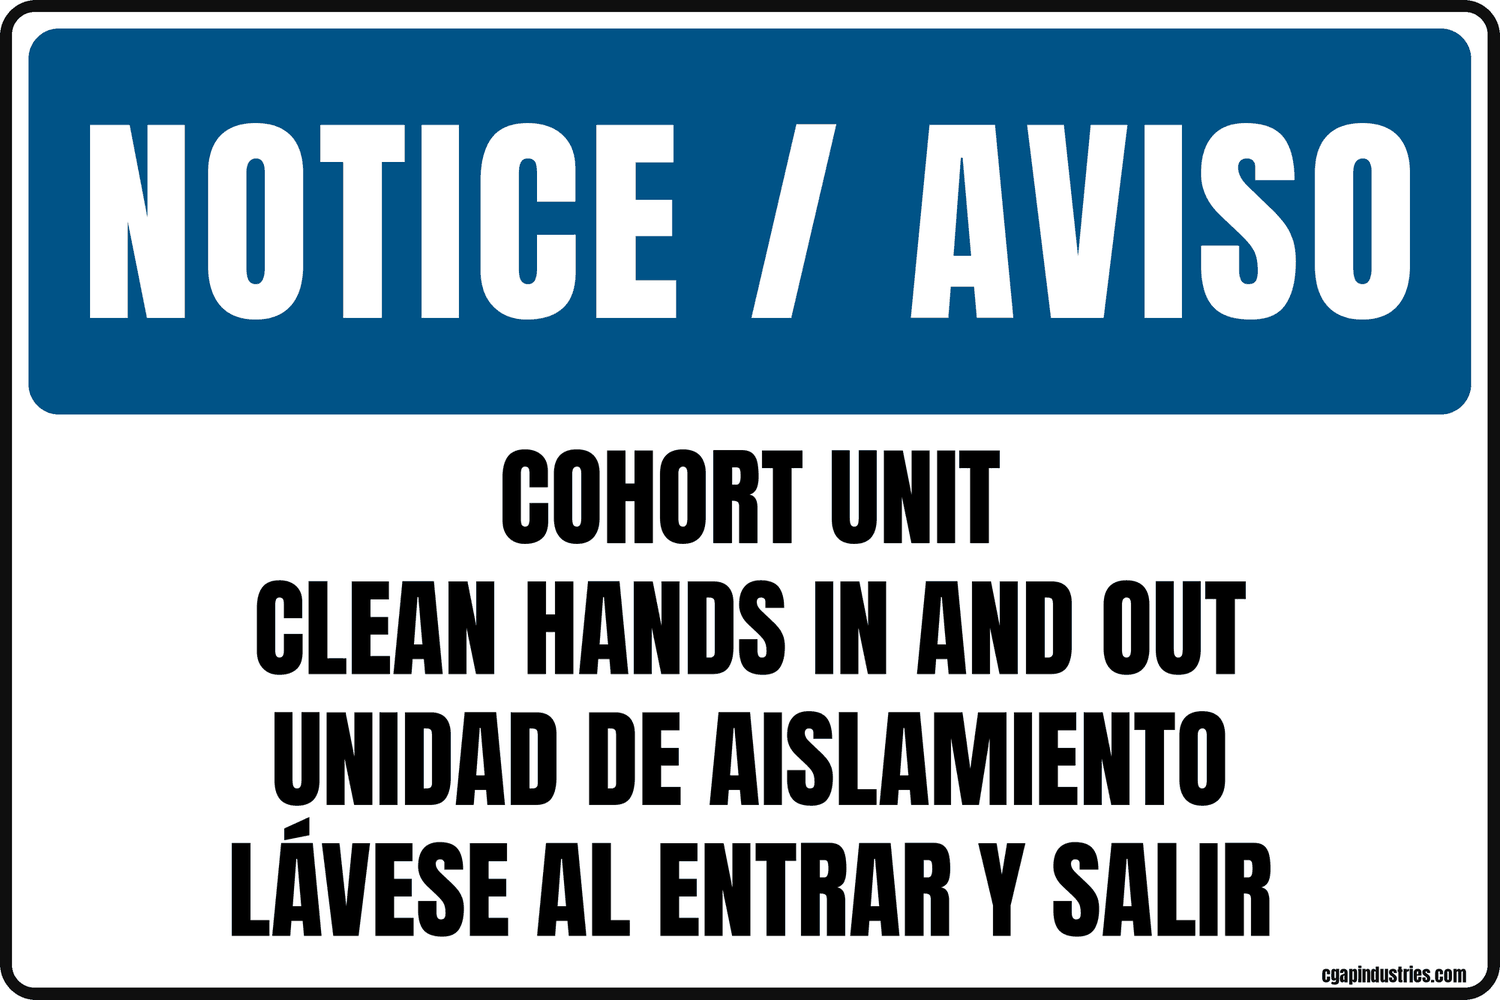 NOTICE / AVISO
COHORT UNIT
CLEAN HANDS IN AND OUT
UNIDAD DE AISLAMIENTO
LÁVESE AL ENTRAR Y SALIR
cgapindustries.com